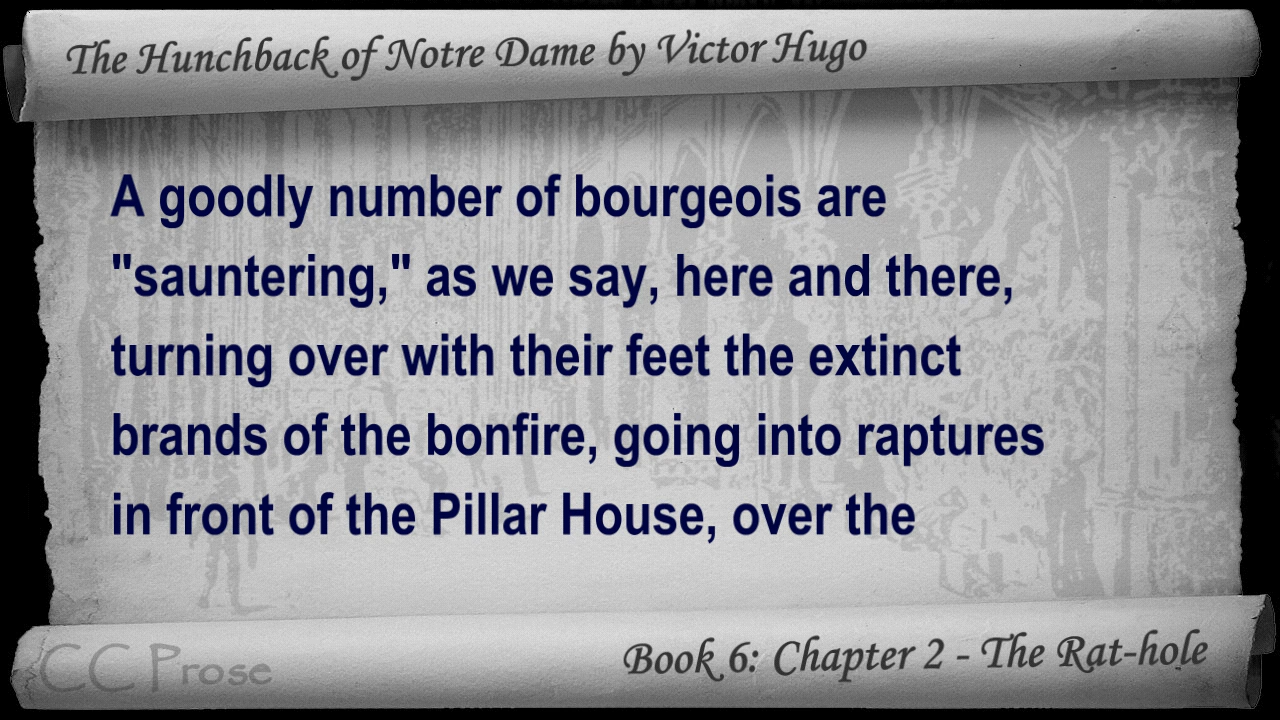 The Hunchback of Notre Dame by Victor Hugo
A goodly number of bourgeois are
"sauntering," as we say, here and there,
turning over with their feet the extinct
brands of the bonfire, going into raptures
in front of the Pillar House, over the
CC Prose
Book 6: Chapter 2 - The Rat-hole